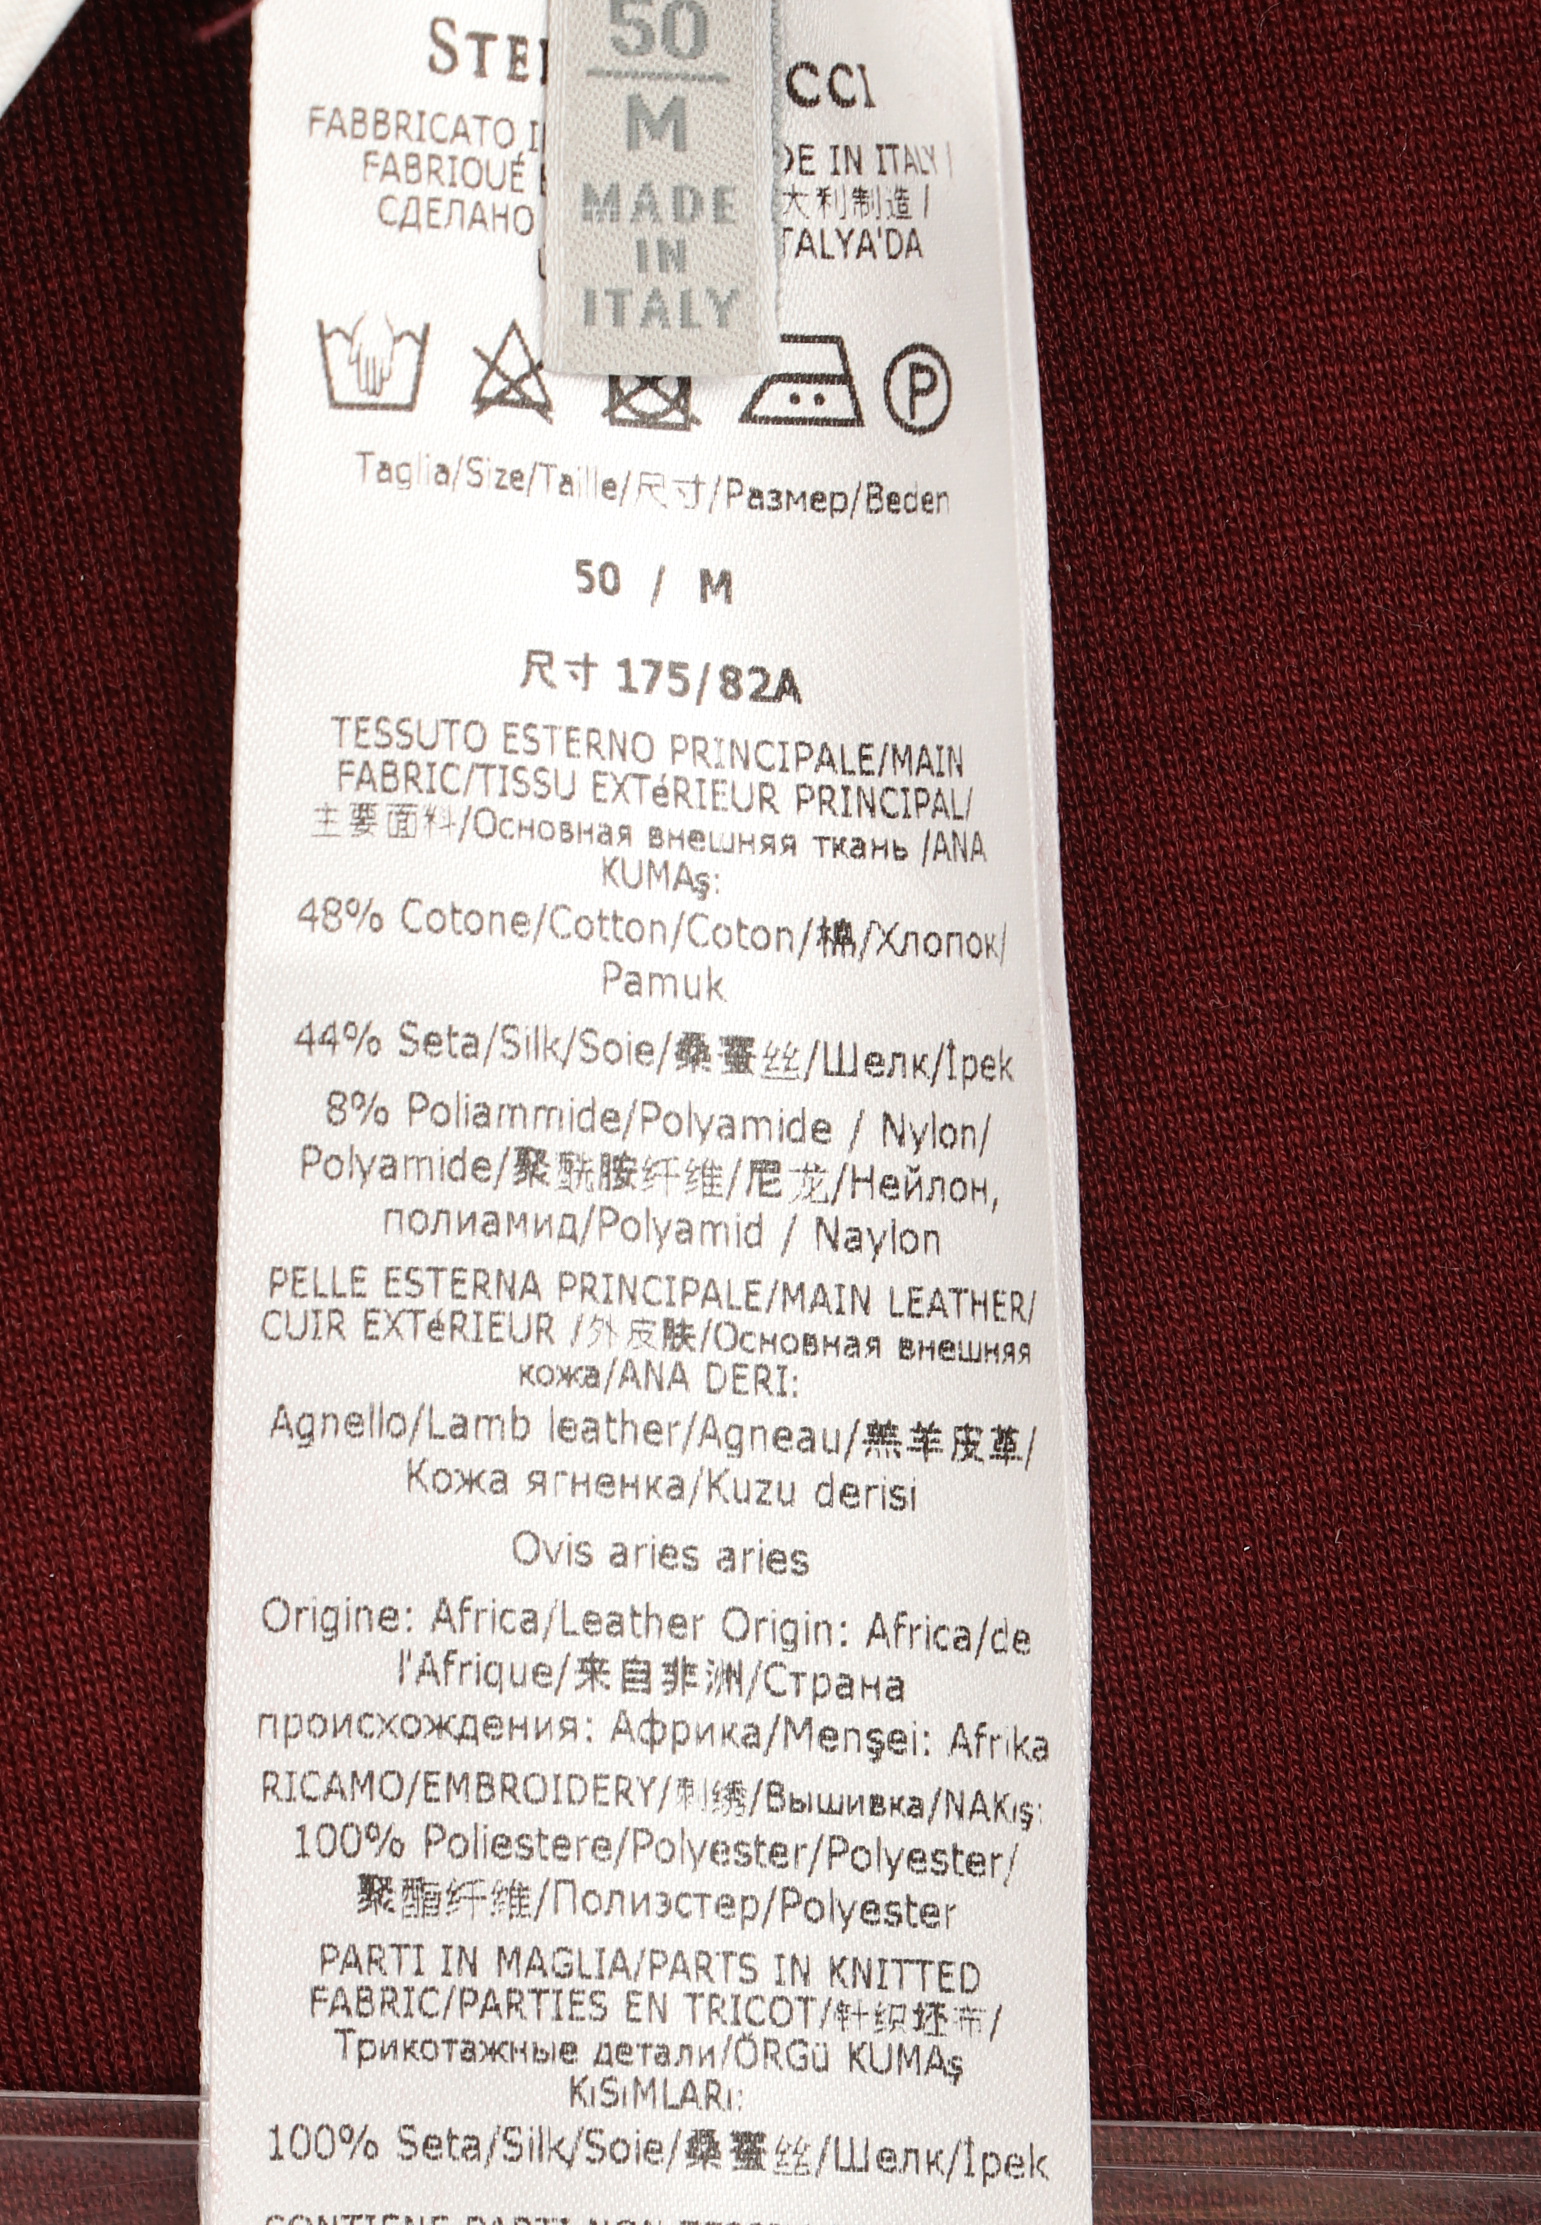 50
M
MADE
IN
ITALY
STE CCI
FABBRICATO
FABRIQUÉ IN ITALY
СДЕЛАНО 大利制造/
TALYA'DA
P
Taglia/Size/Taille/尺寸/Размер/Beden
50 / M
尺寸 175/82A
TESSUTO ESTERNO PRINCIPALE/MAIN
FABRIC/TISSU EXTéRIEUR PRINCIPAL/
主要面料/Основная внешняя ткань /ANA
KUMAş:
48% Cotone/Cotton/Coton/棉/Хлопок/
Pamuk
44% Seta/Silk/Soie/桑蚕丝/Шелк/İpek
8% Poliammide/Polyamide / Nylon/
Polyamide/聚酰胺纤维/尼龙/Нейлон,
полиамид/Polyamid / Naylon
PELLE ESTERNA PRINCIPALE/MAIN LEATHER/
CUIR EXTéRIEUR /外皮肤/Основная внешняя
кожа/ANA DERI:
Agnello/Lamb leather/Agneau/羔羊皮革/
Кожа ягненка/Kuzu derisi
Ovis aries aries
Origine: Africa/Leather Origin: Africa/de
l'Afrique/来自非洲/Страна
происхождения: Африка/Menşei: Afrika
RICAMO/EMBROIDERY/刺绣/Вышивка/NAKış:
100% Poliestere/Polyester/Polyester/
聚酯纤维/Полиэстер/Polyester
PARTI IN MAGLIA/PARTS IN KNITTED
FABRIC/PARTIES EN TRICOT/针织坯布/
Трикотажные детали/ÖRGü KUMAş
KıSıMLARı:
100% Seta/Silk/Soie/桑蚕丝/Шелк/İpek